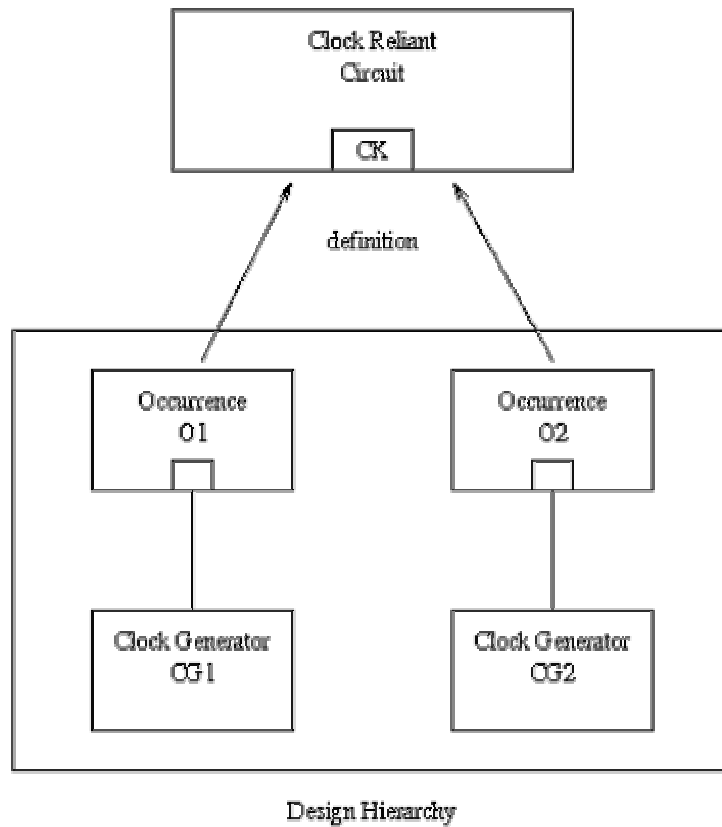 Clock Reliant
Circuit
CK
definition
Occurrence
O1
Occurrence
O2
Clock Generator
CG1
Clock Generator
CG2
Design Hierarchy